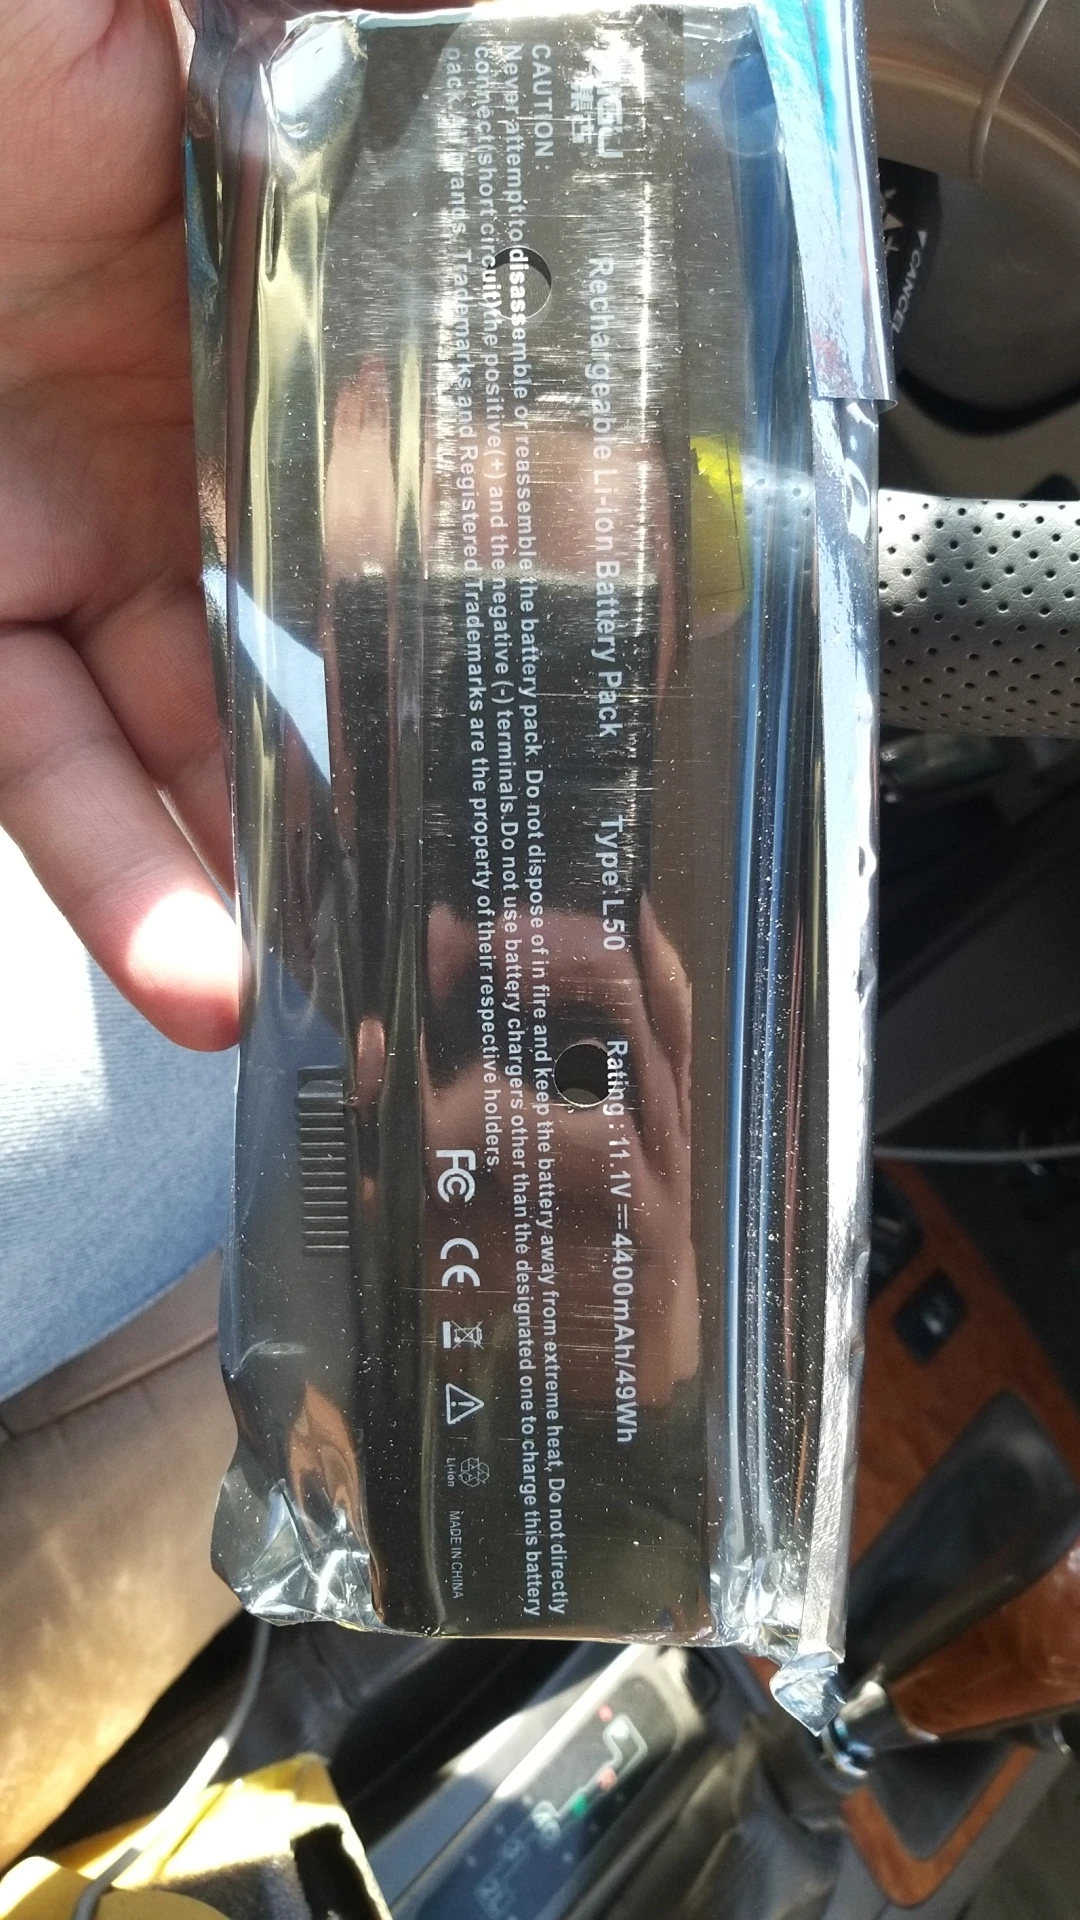 Rechargeable Li-ion Battery Pack Type:L50 Rating: 11.1V⎓4400mAh/49Wh
CAUTION:
Never attempt to disassemble or reassemble the battery pack. Do not dispose of in fire and keep the battery away from extreme heat, Do not directly
connect(short circuit)the positive(+) and the negative (-) terminals.Do not use battery chargers other than the designated one to charge this battery
pack. All brands, Trademarks and Registered Trademarks are the property of their respective holders.
FC CE
Li-ion
MADE IN CHINA
CANCEL